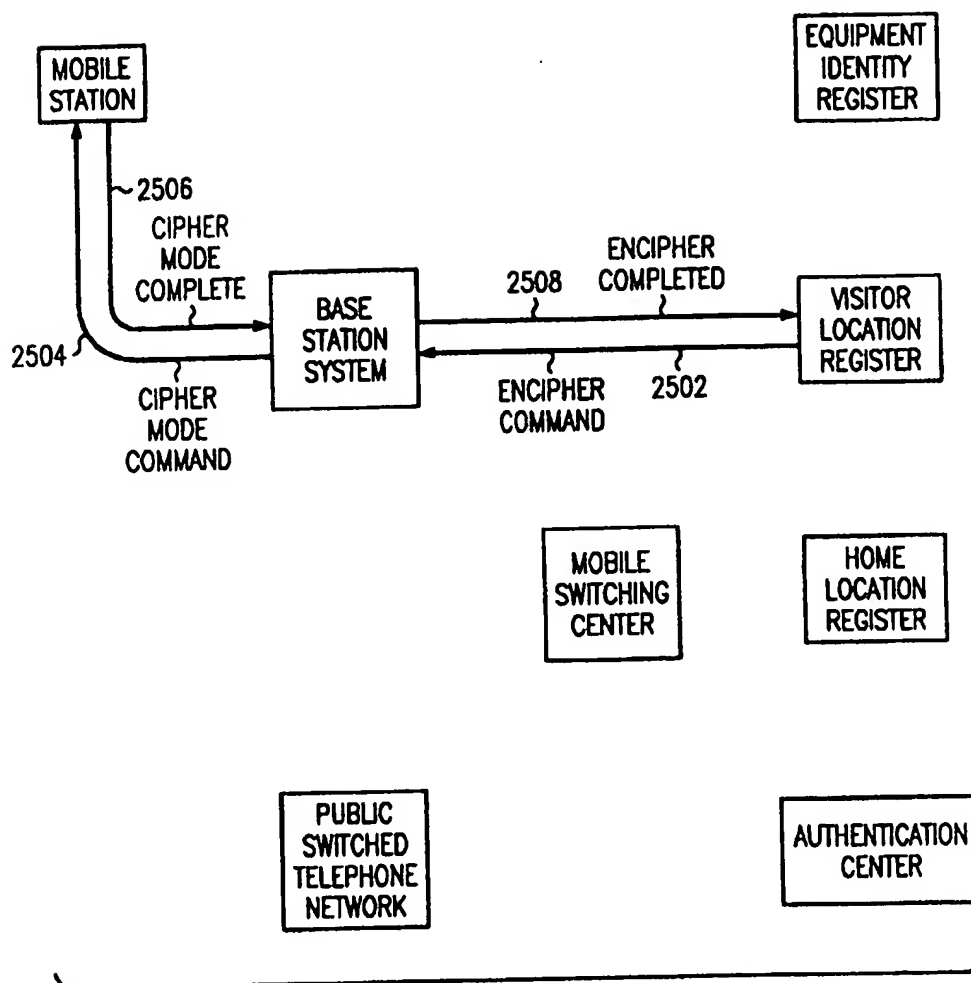 EQUIPMENT
IDENTITY
REGISTER
MOBILE
STATION
2506
CIPHER
MODE
COMPLETE
2504
CIPHER
MODE
COMMAND
BASE
STATION
SYSTEM
2508
ENCIPHER
COMPLETED
ENCIPHER
COMMAND
2502
VISITOR
LOCATION
REGISTER
MOBILE
SWITCHING
CENTER
HOME
LOCATION
REGISTER
PUBLIC
SWITCHED
TELEPHONE
NETWORK
AUTHENTICATION
CENTER